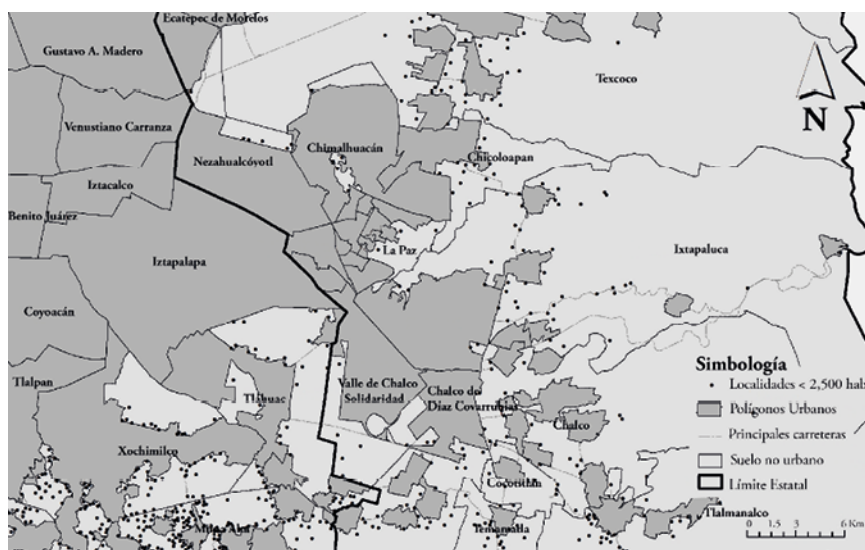 Ecatepec de Morelos
Gustavo A. Madero
Texcoco
N
Venustiano Carranza
Nezahualcóyotl
Chimalhuacán
Chicoloapan
Iztacalco
Benito Juárez
Iztapalapa
La Paz
Ixtapaluca
Coyoacán
Tlalpan
Tláhuac
Valle de Chalco
Solidaridad
Chalco de
Díaz Covarrubias
Chalco
Xochimilco
Cocotitlán
Milpa Alta
Temamatla
Tlalmanalco
Simbología
Localidades < 2,500 hab
Polígonos Urbanos
Principales carreteras
Suelo no urbano
Límite Estatal
0 1.5 3 6 Km